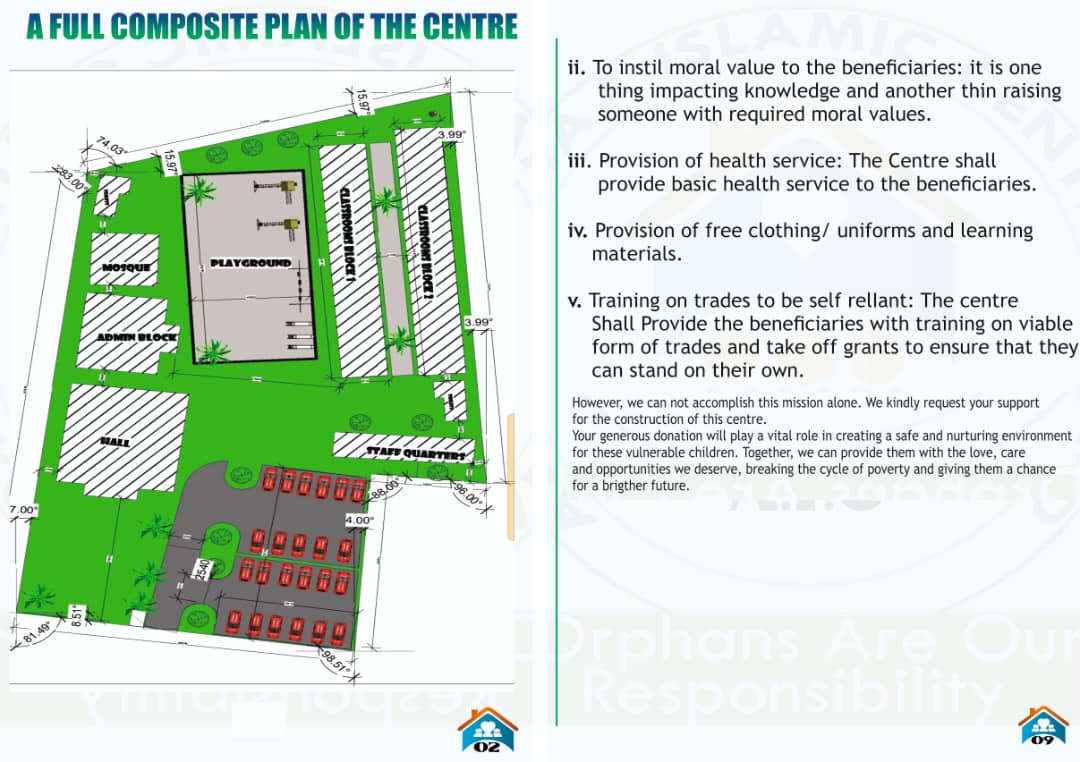 A FULL COMPOSITE PLAN OF THE CENTRE
15.97°
3.99°
74.03°
15.97°
83.00°
CLASSROOMS BLOCK 1
CLASSROOMS BLOCK 2
MOSQUE
PLAYGROUND
3.99°
ADMIN BLOCK
HALL
STAFF QUARTERS
88.00°
96.00°
7.00°
4.00°
2540
8.51°
81.49°
98.51°
02
ii. To instil moral value to the beneficiaries: it is one
thing impacting knowledge and another thin raising
someone with required moral values.
iii. Provision of health service: The Centre shall
provide basic health service to the beneficiaries.
iv. Provision of free clothing/ uniforms and learning
materials.
v. Training on trades to be self rellant: The centre
Shall Provide the beneficiaries with training on viable
form of trades and take off grants to ensure that they
can stand on their own.
However, we can not accomplish this mission alone. We kindly request your support
for the construction of this centre.
Your generous donation will play a vital role in creating a safe and nurturing environment
for these vulnerable children. Together, we can provide them with the love, care
and opportunities we deserve, breaking the cycle of poverty and giving them a chance
for a brigther future.
Orphans Are Our
Responsibility
09